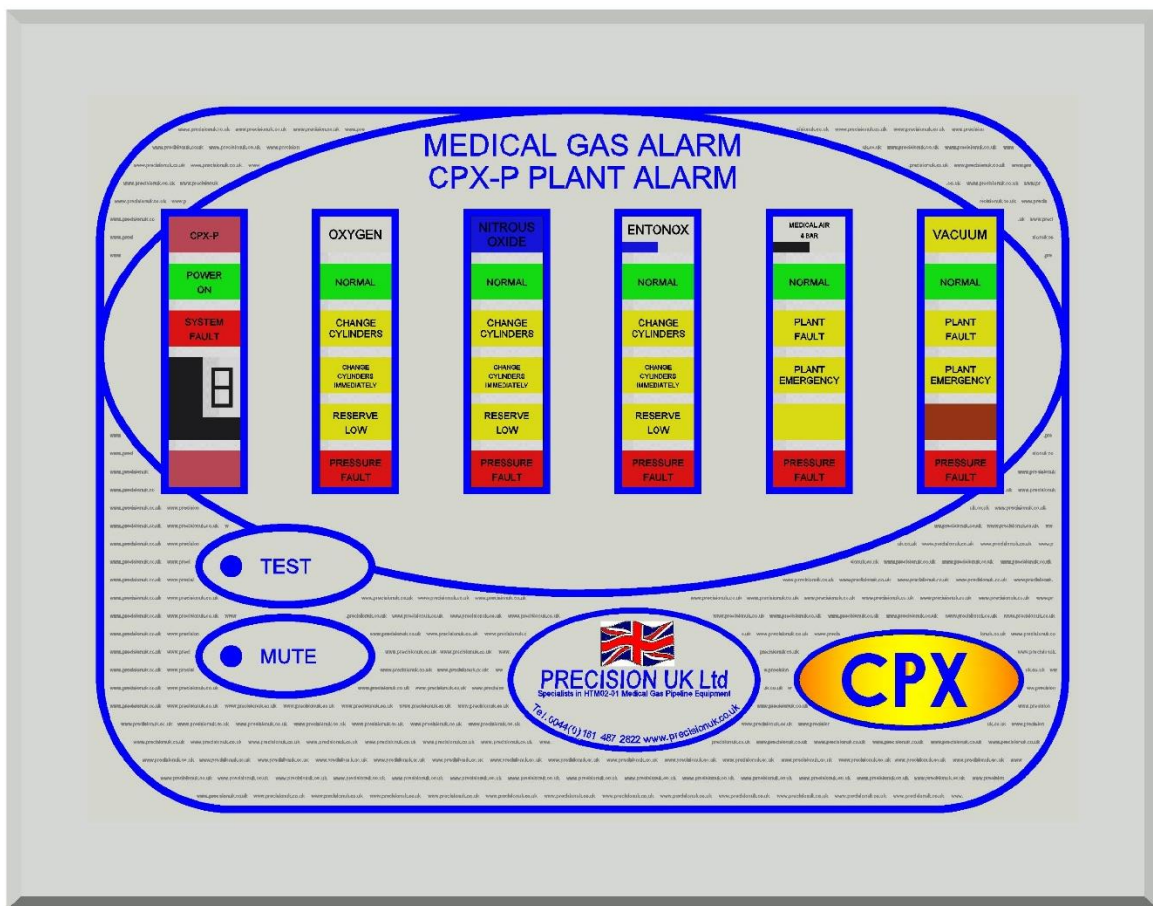 MEDICAL GAS ALARM
CPX-P PLANT ALARM
CPX-P
POWER
ON
SYSTEM
FAULT
OXYGEN
NORMAL
CHANGE
CYLINDERS
CHANGE
CYLINDERS
IMMEDIATELY
RESERVE
LOW
PRESSURE
FAULT
NITROUS
OXIDE
NORMAL
CHANGE
CYLINDERS
CHANGE
CYLINDERS
IMMEDIATELY
RESERVE
LOW
PRESSURE
FAULT
ENTONOX
NORMAL
CHANGE
CYLINDERS
CHANGE
CYLINDERS
IMMEDIATELY
RESERVE
LOW
PRESSURE
FAULT
MEDICAL AIR
4 BAR
NORMAL
PLANT
FAULT
PLANT
EMERGENCY
PRESSURE
FAULT
VACUUM
NORMAL
PLANT
FAULT
PLANT
EMERGENCY
PRESSURE
FAULT
TEST
MUTE
PRECISION UK Ltd
Specialists in HTM02-01 Medical Gas Pipeline Equipment
Tel: 0044(0)161 487 2822 www.precisionuk.co.uk
CPX